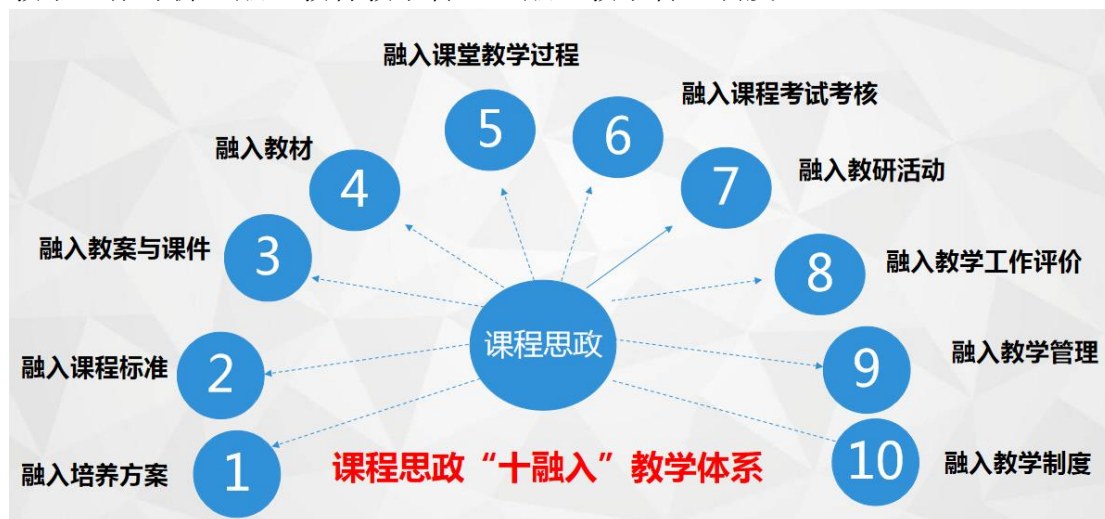 融入课堂教学过程
5
6
融入课程考试考核
融入教材
4
7
融入教研活动
融入教案与课件
3
8
融入教学工作评价
课程思政
融入课程标准
2
9
融入教学管理
融入培养方案
1
课程思政“十融入”教学体系
10
融入教学制度